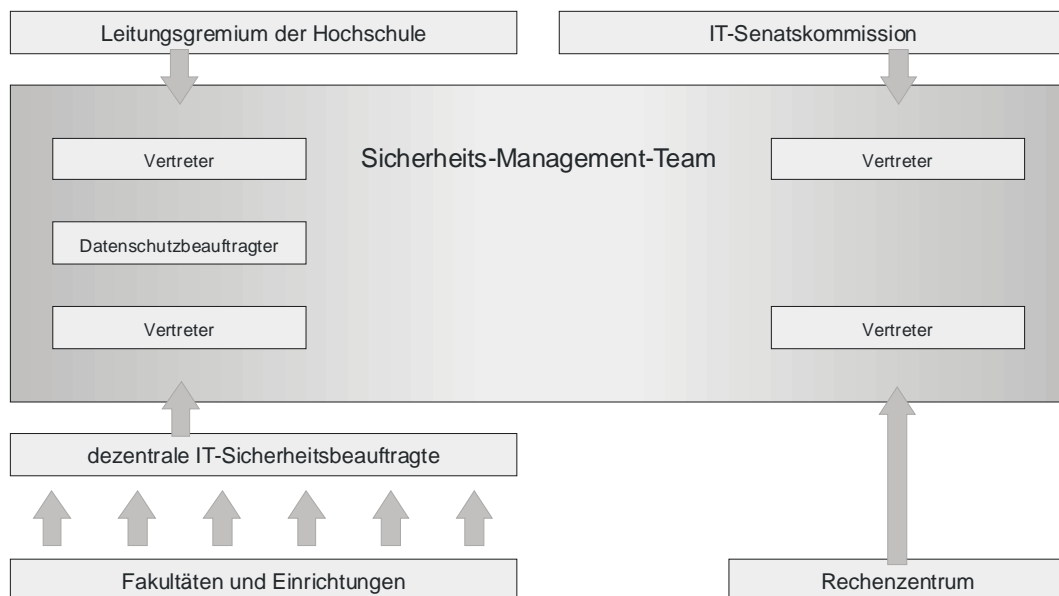 Leitungsgremium der Hochschule
IT-Senatskommission
Sicherheits-Management-Team
Vertreter
Vertreter
Datenschutzbeauftragter
Vertreter
Vertreter
dezentrale IT-Sicherheitsbeauftragte
Fakultäten und Einrichtungen
Rechenzentrum